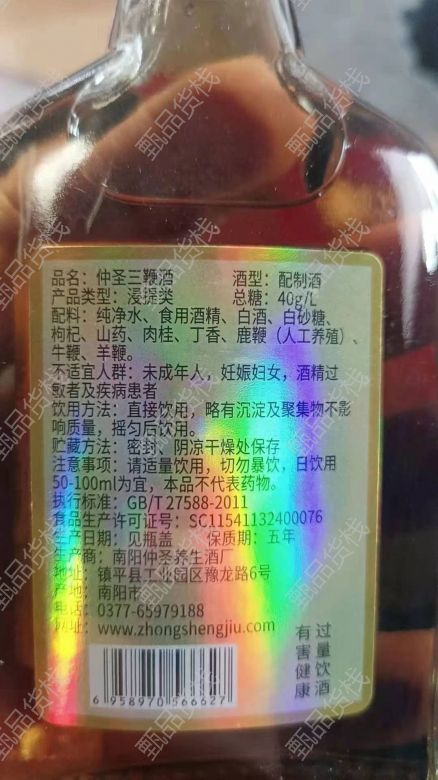 品名：仲圣三鞭酒 酒型：配制酒
产品类型：浸提类 总糖：40g/L
配料：纯净水、食用酒精、白酒、白砂糖、
枸杞、山药、肉桂、丁香、鹿鞭（人工养殖）、
牛鞭、羊鞭。
不适宜人群：未成年人，妊娠妇女，酒精过
敏者及疾病患者
饮用方法：直接饮用，略有沉淀及聚集物不影
响质量，摇匀后饮用。
贮藏方法：密封、阴凉干燥处保存
注意事项：请适量饮用，切勿暴饮，日饮用
50-100ml为宜，本品不代表药物。
执行标准：GB/T 27588-2011
食品生产许可证号：SC11541132400076
生产日期：见瓶盖 保质期：五年
生产商：南阳仲圣养生酒厂
地址：镇平县工业园区豫龙路6号
产地：南阳市
电话：0377-65979188
网址：www.zhongshengjiu.com
6 958970 566627
过量饮酒
有害健康
甄品货栈